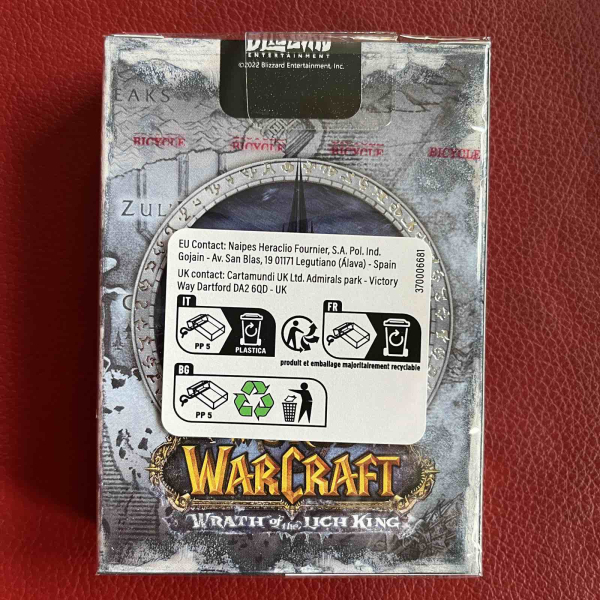 BLIZZARD
ENTERTAINMENT
©2022 Blizzard Entertainment, Inc.
EAKS
BICYCLE BICYCLE BICYCLE BICYCLE
ZUL'
EU Contact: Naipes Heraclio Fournier, S.A. Pol. Ind.
Gojain - Av. San Blas, 19 01171 Legutiano (Álava) - Spain
UK contact: Cartamundi UK Ltd. Admirals park - Victory
Way Dartford DA2 6QD - UK
370006681
IT
PP 5
PLASTICA
FR
produit et emballage majoritairement recyclable
BG
PP 5
WARCRAFT
WRATH of the LICH KING